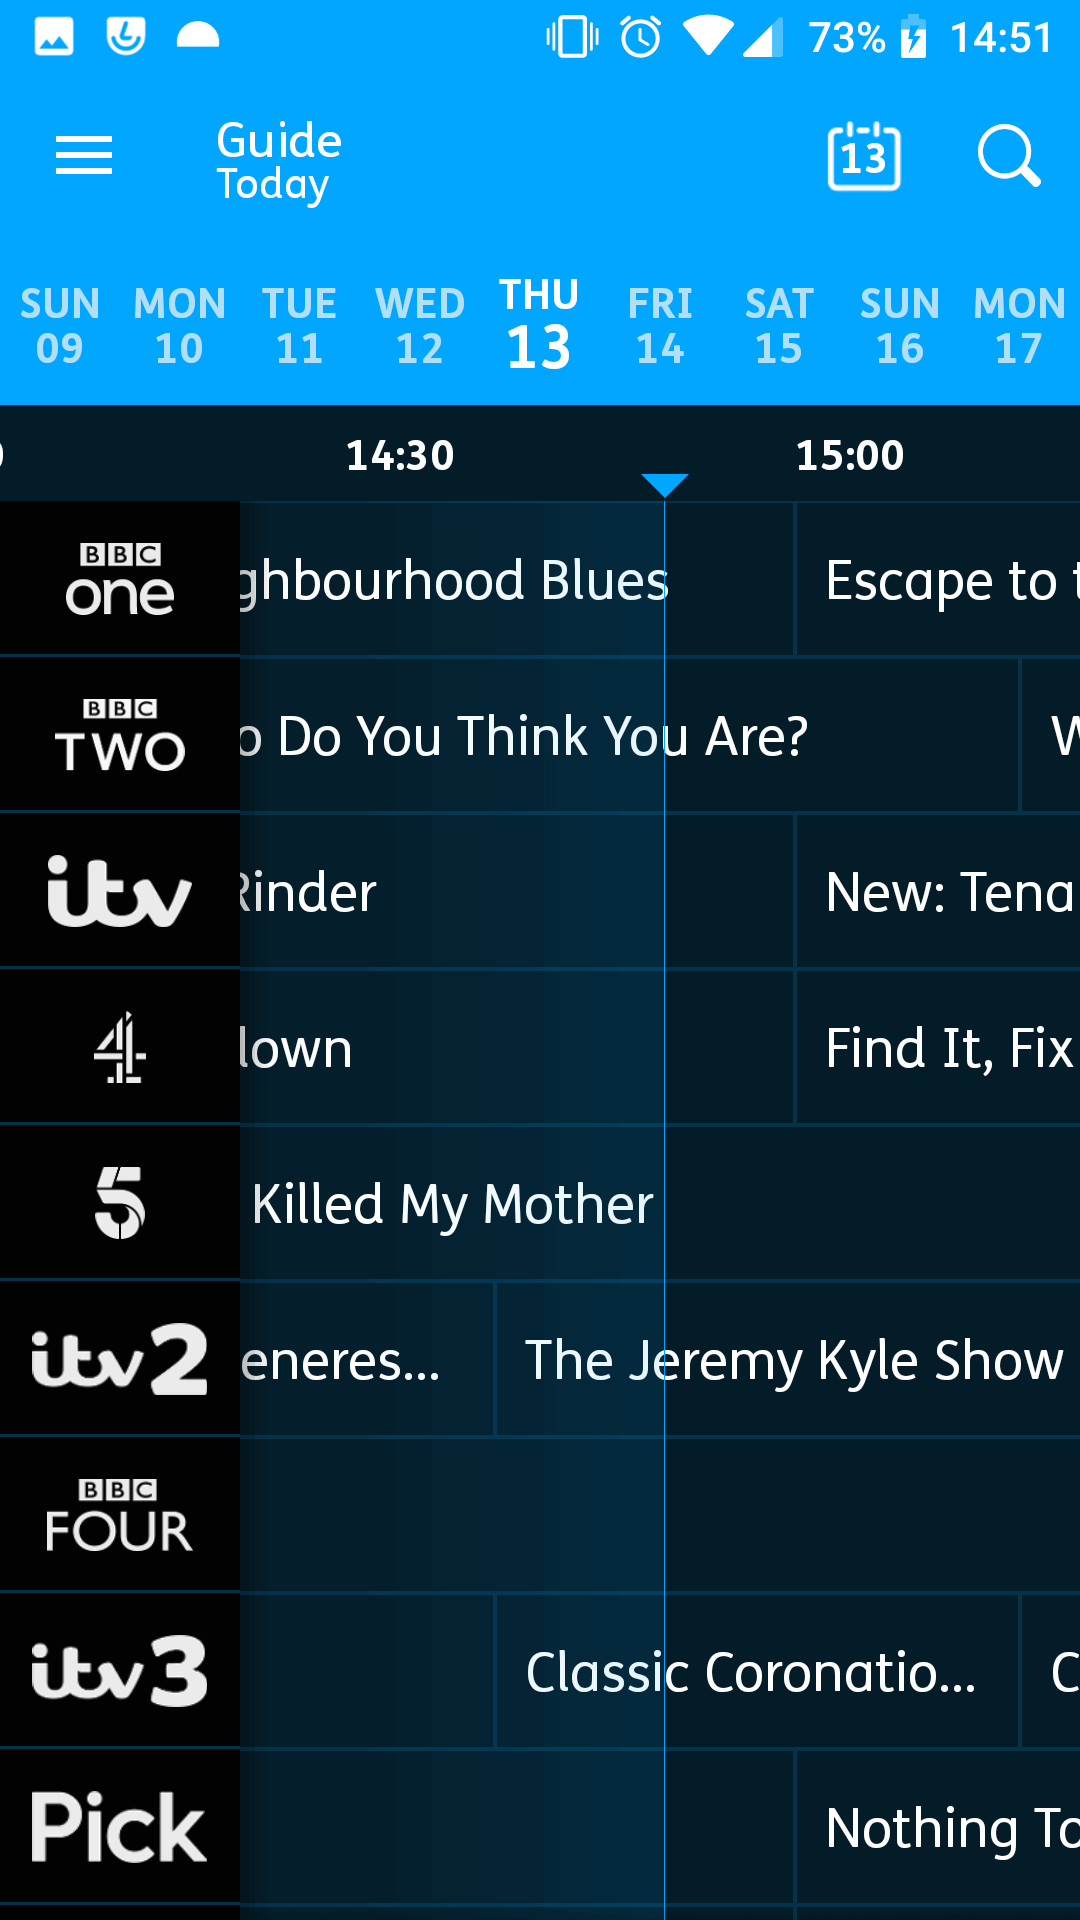 73% 14:51
Guide
Today
13
SUN MON TUE WED THU FRI SAT SUN MON
09 10 11 12 13 14 15 16 17
14:30 15:00
BBC one ghbourhood Blues Escape to
BBC TWO o Do You Think You Are? W
itv Rinder New: Tena
4 lown Find It, Fix
5 Killed My Mother
itv2 eneres... The Jeremy Kyle Show
BBC FOUR
itv3 Classic Coronatio... C
Pick Nothing To